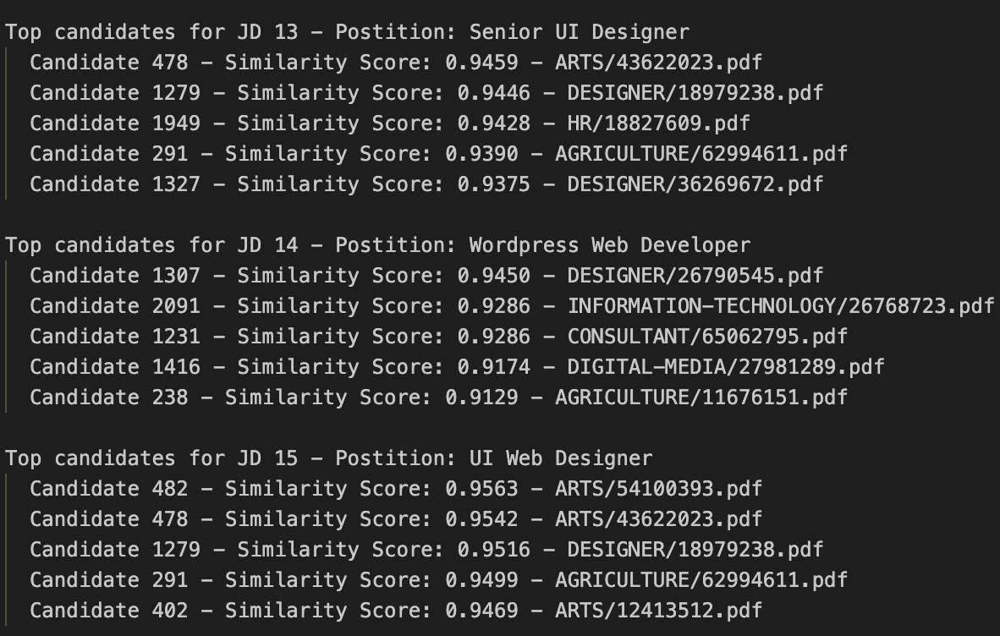 Top candidates for JD 13 – Postition: Senior UI Designer
Candidate 478 – Similarity Score: 0.9459 – ARTS/43622023.pdf
Candidate 1279 – Similarity Score: 0.9446 – DESIGNER/18979238.pdf
Candidate 1949 – Similarity Score: 0.9428 – HR/18827609.pdf
Candidate 291 – Similarity Score: 0.9390 – AGRICULTURE/62994611.pdf
Candidate 1327 – Similarity Score: 0.9375 – DESIGNER/36269672.pdf
Top candidates for JD 14 – Postition: Wordpress Web Developer
Candidate 1307 – Similarity Score: 0.9450 – DESIGNER/26790545.pdf
Candidate 2091 – Similarity Score: 0.9286 – INFORMATION-TECHNOLOGY/26768723.pdf
Candidate 1231 – Similarity Score: 0.9286 – CONSULTANT/65062795.pdf
Candidate 1416 – Similarity Score: 0.9174 – DIGITAL-MEDIA/27981289.pdf
Candidate 238 – Similarity Score: 0.9129 – AGRICULTURE/11676151.pdf
Top candidates for JD 15 – Postition: UI Web Designer
Candidate 482 – Similarity Score: 0.9563 – ARTS/54100393.pdf
Candidate 478 – Similarity Score: 0.9542 – ARTS/43622023.pdf
Candidate 1279 – Similarity Score: 0.9516 – DESIGNER/18979238.pdf
Candidate 291 – Similarity Score: 0.9499 – AGRICULTURE/62994611.pdf
Candidate 402 – Similarity Score: 0.9469 – ARTS/12413512.pdf